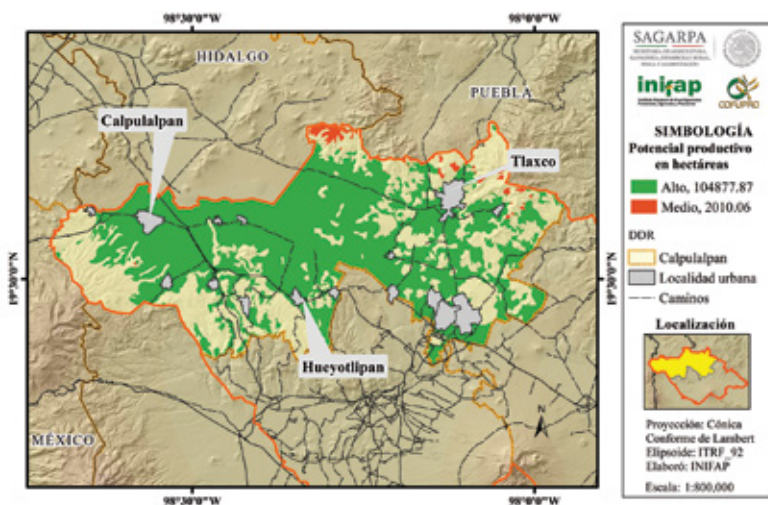 98°30'0"W
98°0'0"W
HIDALGO
PUEBLA
Calpulalpan
Tlaxco
19°30'0"N
19°30'0"N
Hueyotlipan
MÉXICO
N
98°30'0"W
98°0'0"W
SAGARPA
inifap
COFUPRO
SIMBOLOGÍA
Potencial productivo
en hectáreas
Alto, 104877.87
Medio, 2010.06
DDR
Calpulalpan
Localidad urbana
Caminos
Localización
Proyección: Cónica
Conforme de Lambert
Elipsoide: ITRF_92
Elaboró: INIFAP
Escala: 1:800,000